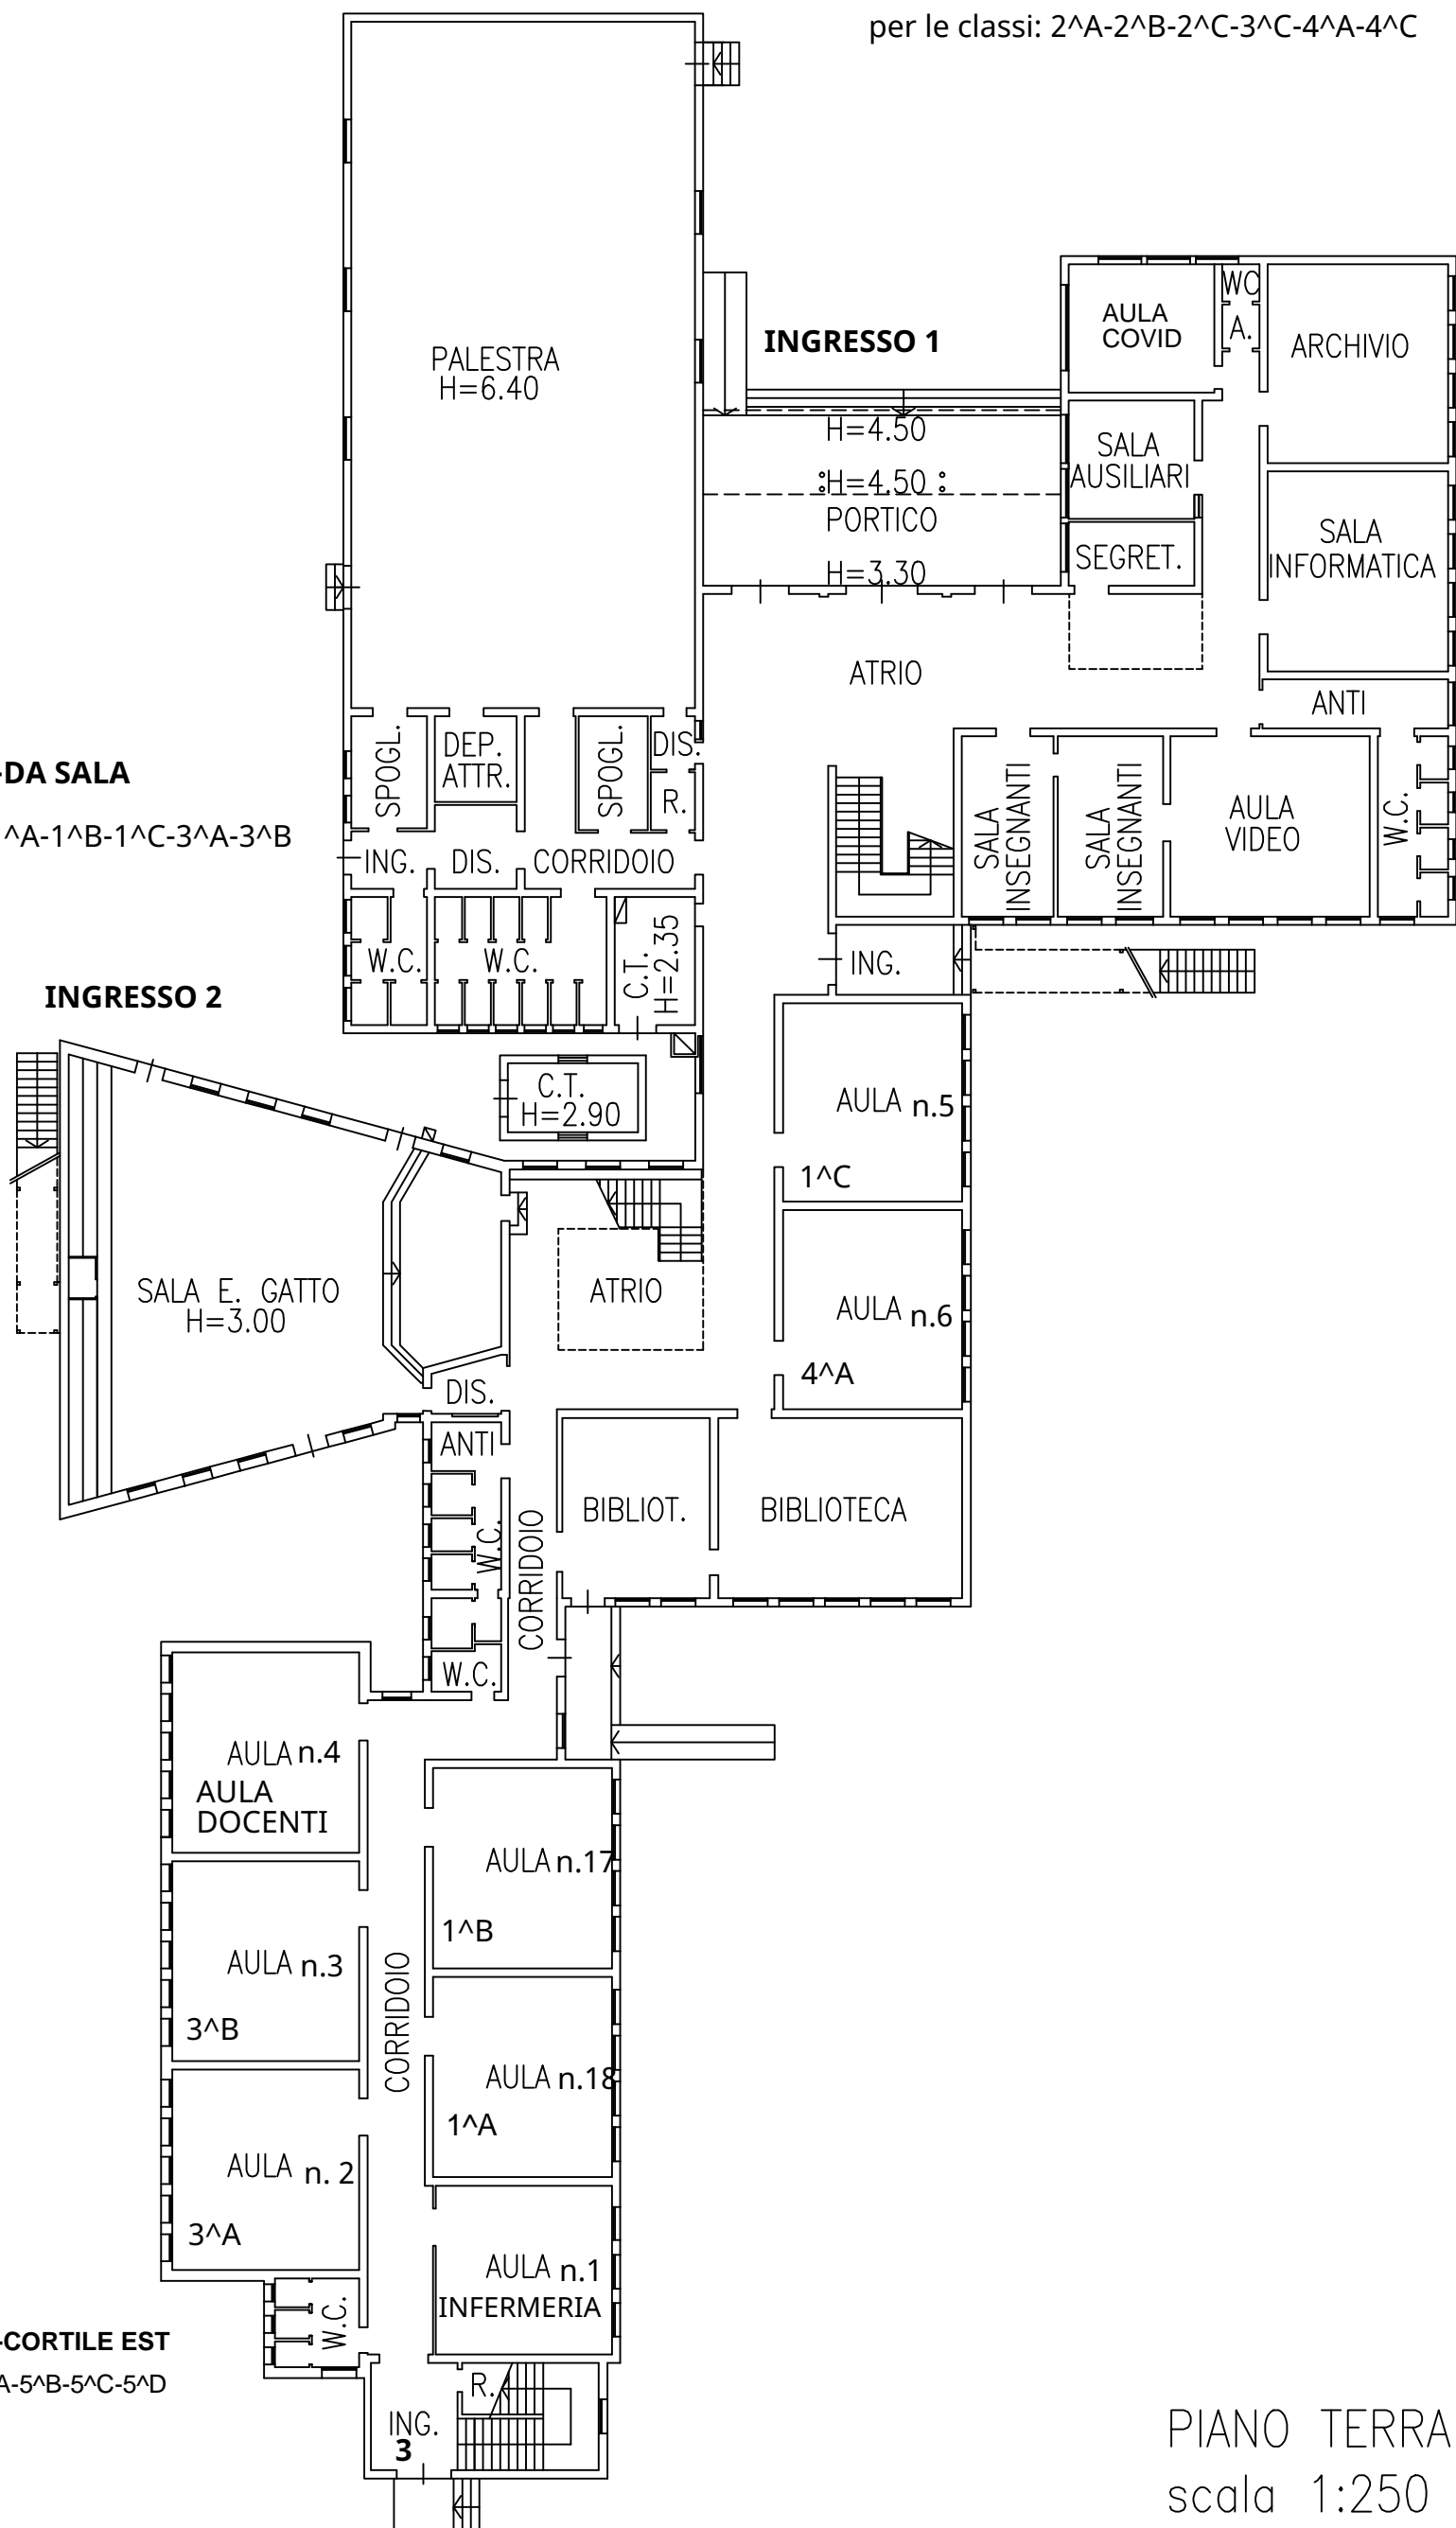 per le classi: 2^A-2^B-2^C-3^C-4^A-4^C
WC
AULA
COVID
A.
INGRESSO 1
ARCHIVIO
PALESTRA
H=6.40
H=4.50
SALA
AUSILIARI
H=4.50
PORTICO
SALA
INFORMATICA
SEGRET.
H=3.30
ATRIO
ANTI
SPOGL.
DEP.
ATTR.
SPOGL.
DIS.
R.
-DA SALA
^A-1^B-1^C-3^A-3^B
SALA
INSEGNANTI
SALA
INSEGNANTI
AULA
VIDEO
W.C.
ING.
DIS.
CORRIDOIO
W.C.
W.C.
C.T.
H=2.35
ING.
INGRESSO 2
C.T.
H=2.90
AULA n.5
1^C
SALA E. GATTO
H=3.00
ATRIO
AULA n.6
4^A
DIS.
ANTI
W.C.
CORRIDOIO
BIBLIOT.
BIBLIOTECA
W.C.
AULA n.4
AULA
DOCENTI
AULA n.17
1^B
AULA n.3
3^B
CORRIDOIO
AULA n.18
1^A
AULA n. 2
3^A
AULA n.1
INFERMERIA
W.C.
-CORTILE EST
A-5^B-5^C-5^D
R.
ING.
3
PIANO TERRA
scala 1:250